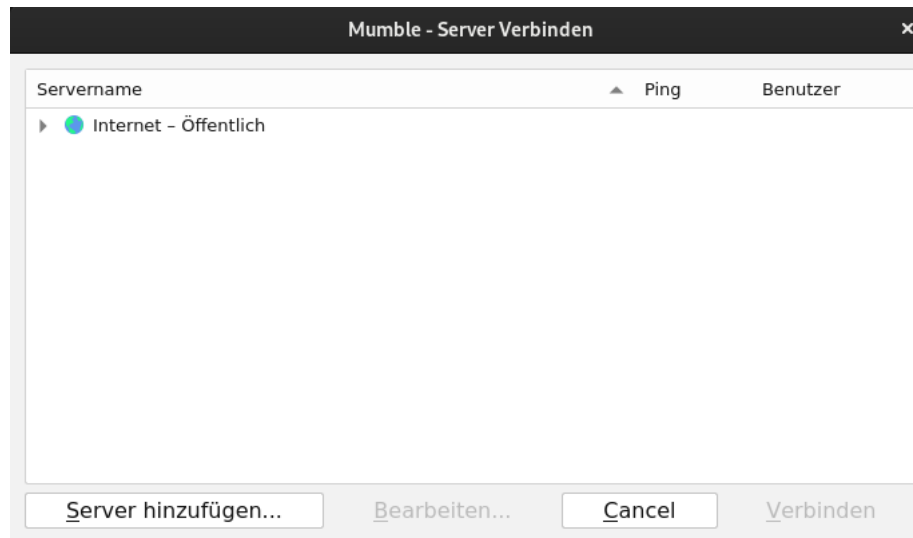 Mumble - Server Verbinden
Servername Ping Benutzer
Internet – Öffentlich
Server hinzufügen... Bearbeiten... Cancel Verbinden